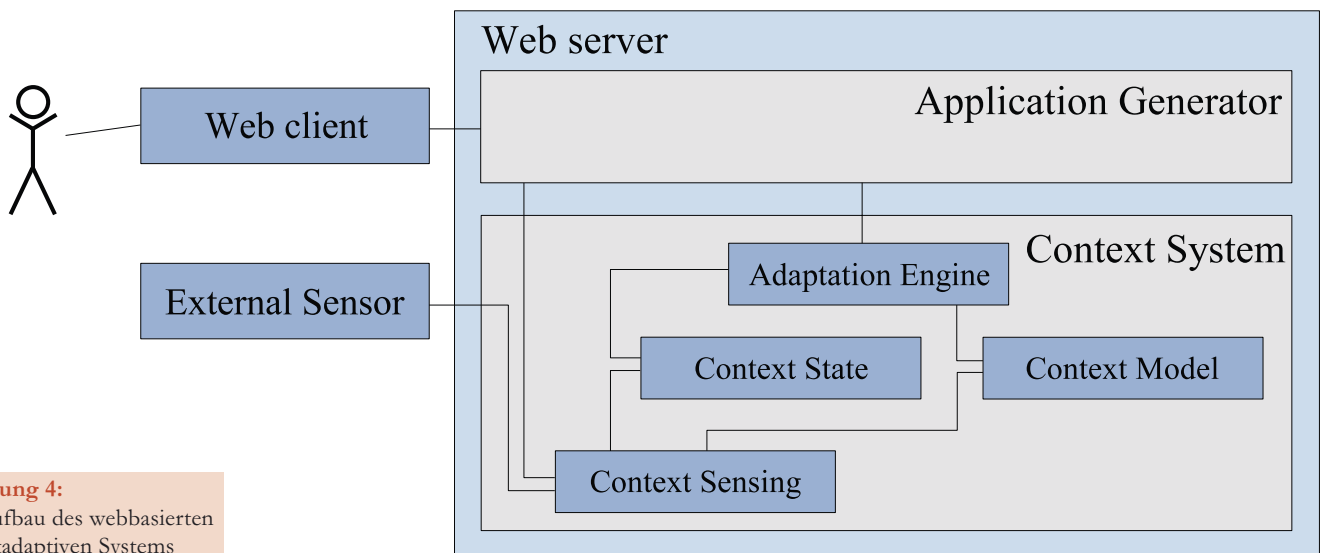 Web server
Application Generator
Web client
Context System
Adaptation Engine
External Sensor
Context State
Context Model
Context Sensing
ung 4:
fbau des webbasierten
adaptiven Systems